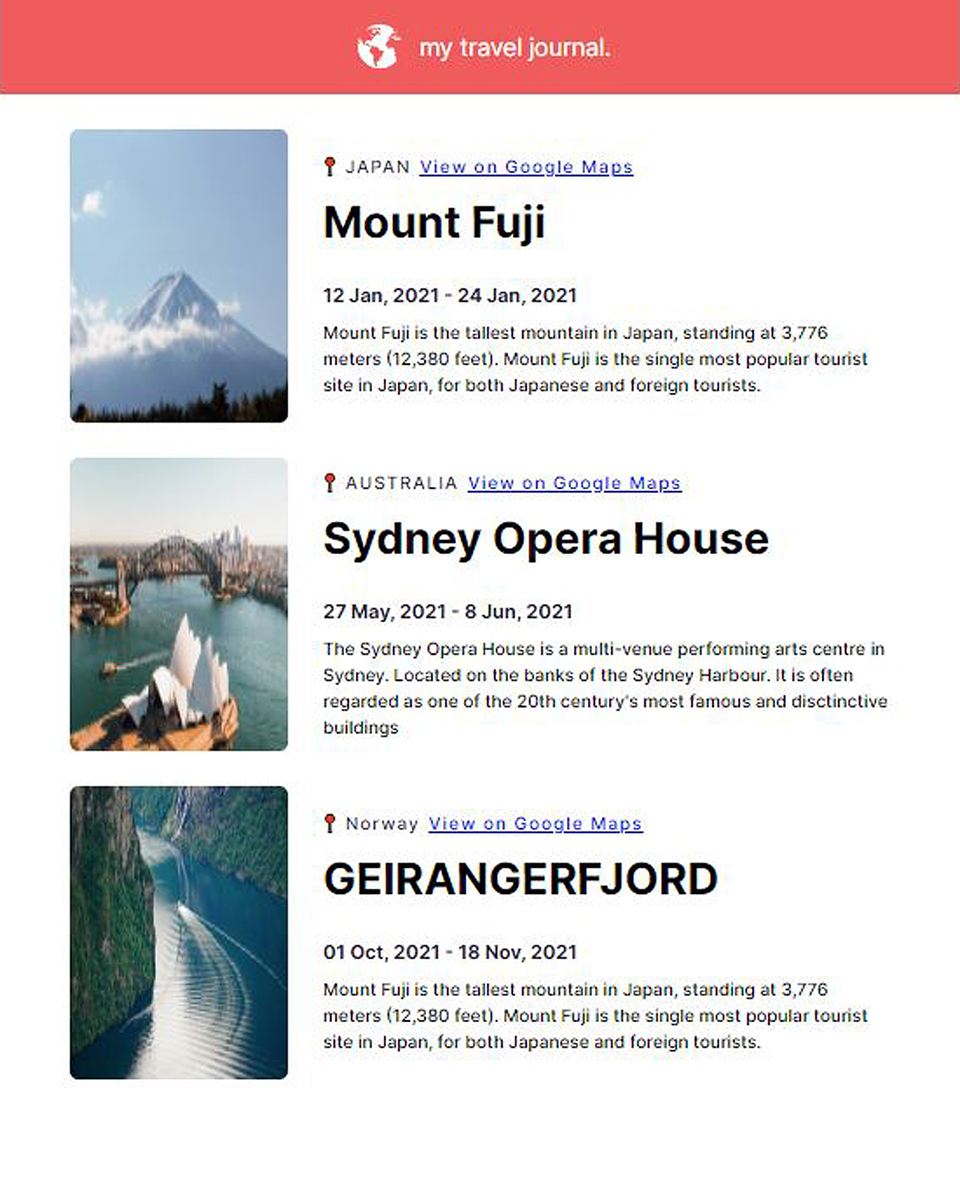 my travel journal.
JAPAN View on Google Maps
Mount Fuji
12 Jan, 2021 - 24 Jan, 2021
Mount Fuji is the tallest mountain in Japan, standing at 3,776
meters (12,380 feet). Mount Fuji is the single most popular tourist
site in Japan, for both Japanese and foreign tourists.
AUSTRALIA View on Google Maps
Sydney Opera House
27 May, 2021 - 8 Jun, 2021
The Sydney Opera House is a multi-venue performing arts centre in
Sydney. Located on the banks of the Sydney Harbour. It is often
regarded as one of the 20th century's most famous and disctinctive
buildings
Norway View on Google Maps
GEIRANGERFJORD
01 Oct, 2021 - 18 Nov, 2021
Mount Fuji is the tallest mountain in Japan, standing at 3,776
meters (12,380 feet). Mount Fuji is the single most popular tourist
site in Japan, for both Japanese and foreign tourists.